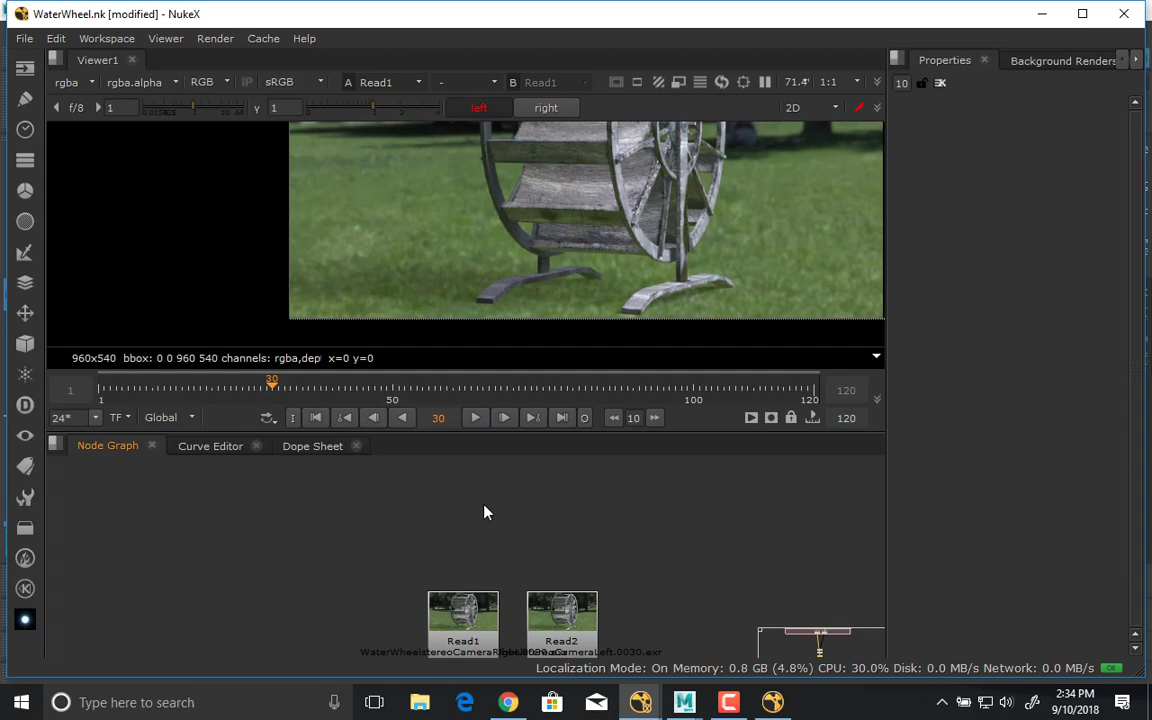 WaterWheel.nk [modified] - NukeX
File Edit Workspace Viewer Render Cache Help
Viewer1
Properties Background Renders
rgba rgba.alpha RGB IP sRGB A Read1 - B Read1 71.4 1:1
10
f/8 1 Y 1 left right 2D
960x540 bbox: 0 0 960 540 channels: rgba,dep x=0 y=0
30
1 1 50 100 120 120
24* TF Global I 30 O 10 120
Node Graph Curve Editor Dope Sheet
Read1 Read2
Localization Mode: On Memory: 0.8 GB (4.8%) CPU: 30.0% Disk: 0.0 MB/s Network: 0.0 MB/s OK
Type here to search
2:34 PM
9/10/2018